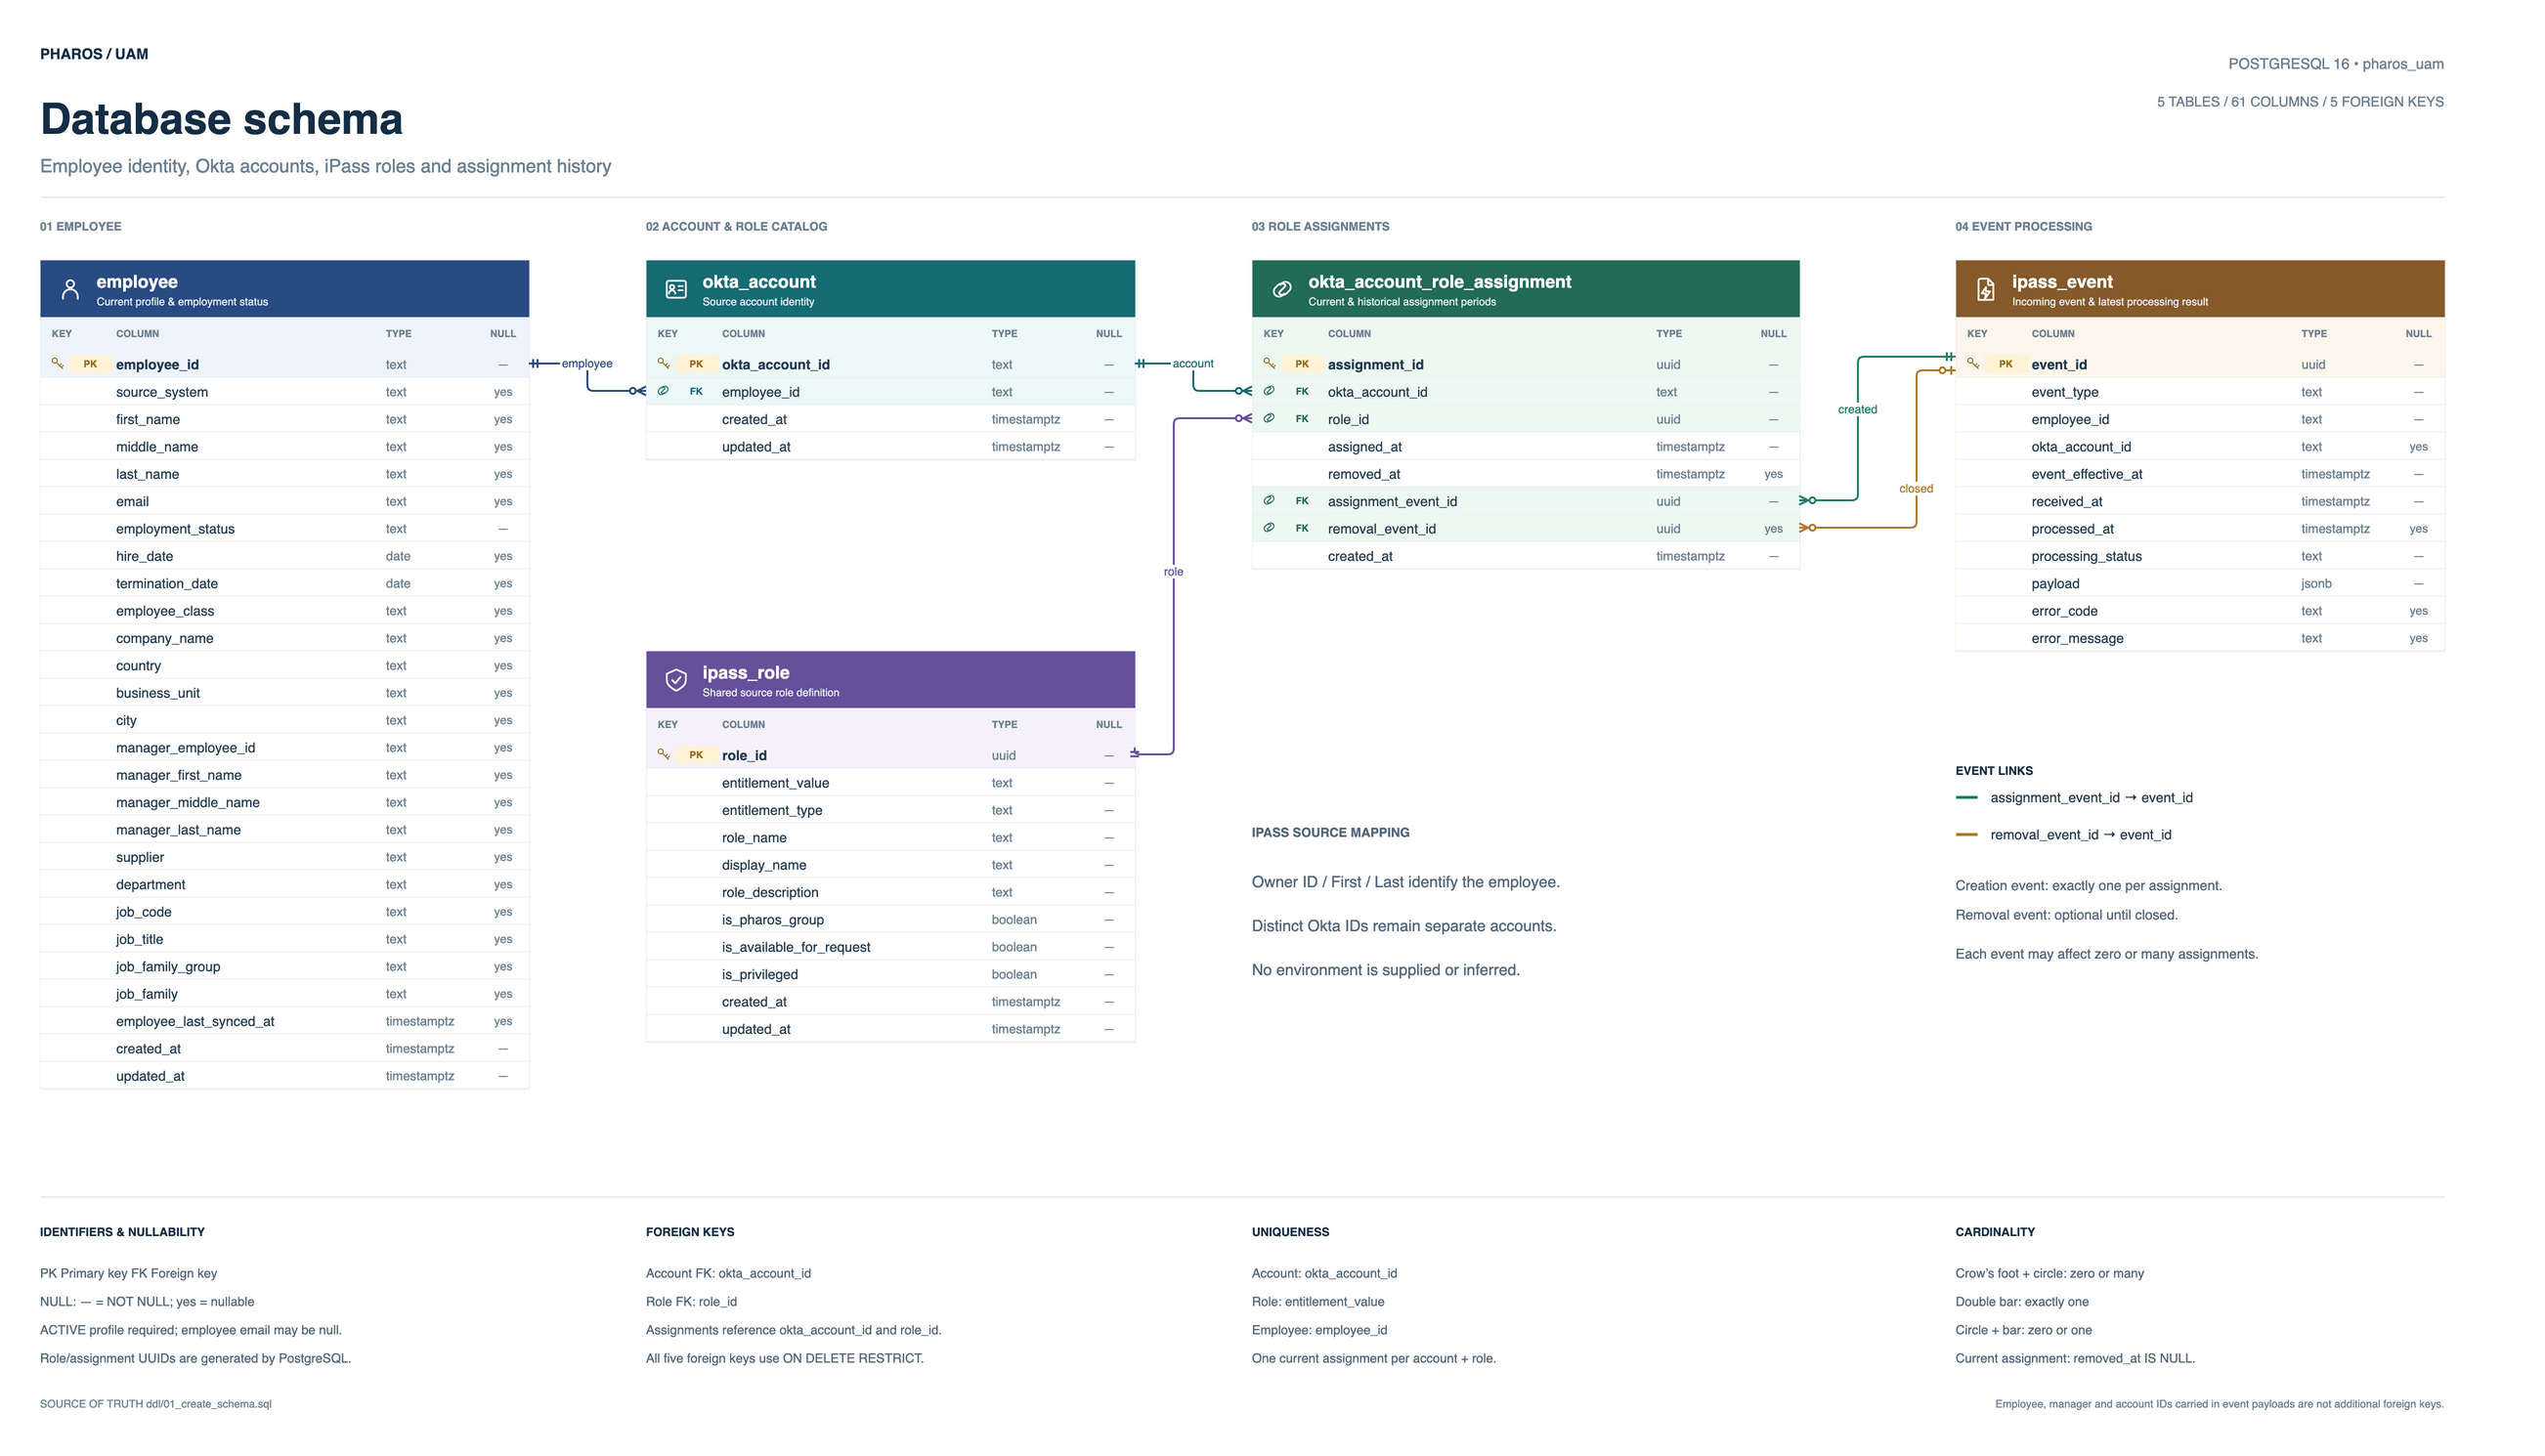 PHAROS / UAM
POSTGRESQL 16 • pharos_uam
Database schema
5 TABLES / 61 COLUMNS / 5 FOREIGN KEYS
Employee identity, Okta accounts, iPass roles and assignment history
01 EMPLOYEE
employee
Current profile & employment status
KEY COLUMN TYPE NULL
PK employee_id text —
source_system text yes
first_name text yes
middle_name text yes
last_name text yes
email text yes
employment_status text —
hire_date date yes
termination_date date yes
employee_class text yes
company_name text yes
country text yes
business_unit text yes
city text yes
manager_employee_id text yes
manager_first_name text yes
manager_middle_name text yes
manager_last_name text yes
supplier text yes
department text yes
job_code text yes
job_title text yes
job_family_group text yes
job_family text yes
employee_last_synced_at timestamptz yes
created_at timestamptz —
updated_at timestamptz —
employee
02 ACCOUNT & ROLE CATALOG
okta_account
Source account identity
KEY COLUMN TYPE NULL
PK okta_account_id text —
FK employee_id text —
created_at timestamptz —
updated_at timestamptz —
account
ipass_role
Shared source role definition
KEY COLUMN TYPE NULL
PK role_id uuid —
entitlement_value text —
entitlement_type text —
role_name text —
display_name text —
role_description text —
is_pharos_group boolean —
is_available_for_request boolean —
is_privileged boolean —
created_at timestamptz —
updated_at timestamptz —
role
03 ROLE ASSIGNMENTS
okta_account_role_assignment
Current & historical assignment periods
KEY COLUMN TYPE NULL
PK assignment_id uuid —
FK okta_account_id text —
FK role_id uuid —
assigned_at timestamptz —
removed_at timestamptz yes
FK assignment_event_id uuid —
FK removal_event_id uuid yes
created_at timestamptz —
created
closed
IPASS SOURCE MAPPING
Owner ID / First / Last identify the employee.
Distinct Okta IDs remain separate accounts.
No environment is supplied or inferred.
04 EVENT PROCESSING
ipass_event
Incoming event & latest processing result
KEY COLUMN TYPE NULL
PK event_id uuid —
event_type text —
employee_id text —
okta_account_id text yes
event_effective_at timestamptz —
received_at timestamptz —
processed_at timestamptz yes
processing_status text —
payload jsonb —
error_code text yes
error_message text yes
EVENT LINKS
assignment_event_id → event_id
removal_event_id → event_id
Creation event: exactly one per assignment.
Removal event: optional until closed.
Each event may affect zero or many assignments.
IDENTIFIERS & NULLABILITY
PK Primary key FK Foreign key
NULL: — = NOT NULL; yes = nullable
ACTIVE profile required; employee email may be null.
Role/assignment UUIDs are generated by PostgreSQL.
FOREIGN KEYS
Account FK: okta_account_id
Role FK: role_id
Assignments reference okta_account_id and role_id.
All five foreign keys use ON DELETE RESTRICT.
UNIQUENESS
Account: okta_account_id
Role: entitlement_value
Employee: employee_id
One current assignment per account + role.
CARDINALITY
Crow’s foot + circle: zero or many
Double bar: exactly one
Circle + bar: zero or one
Current assignment: removed_at IS NULL.
SOURCE OF TRUTH ddl/01_create_schema.sql
Employee, manager and account IDs carried in event payloads are not additional foreign keys.